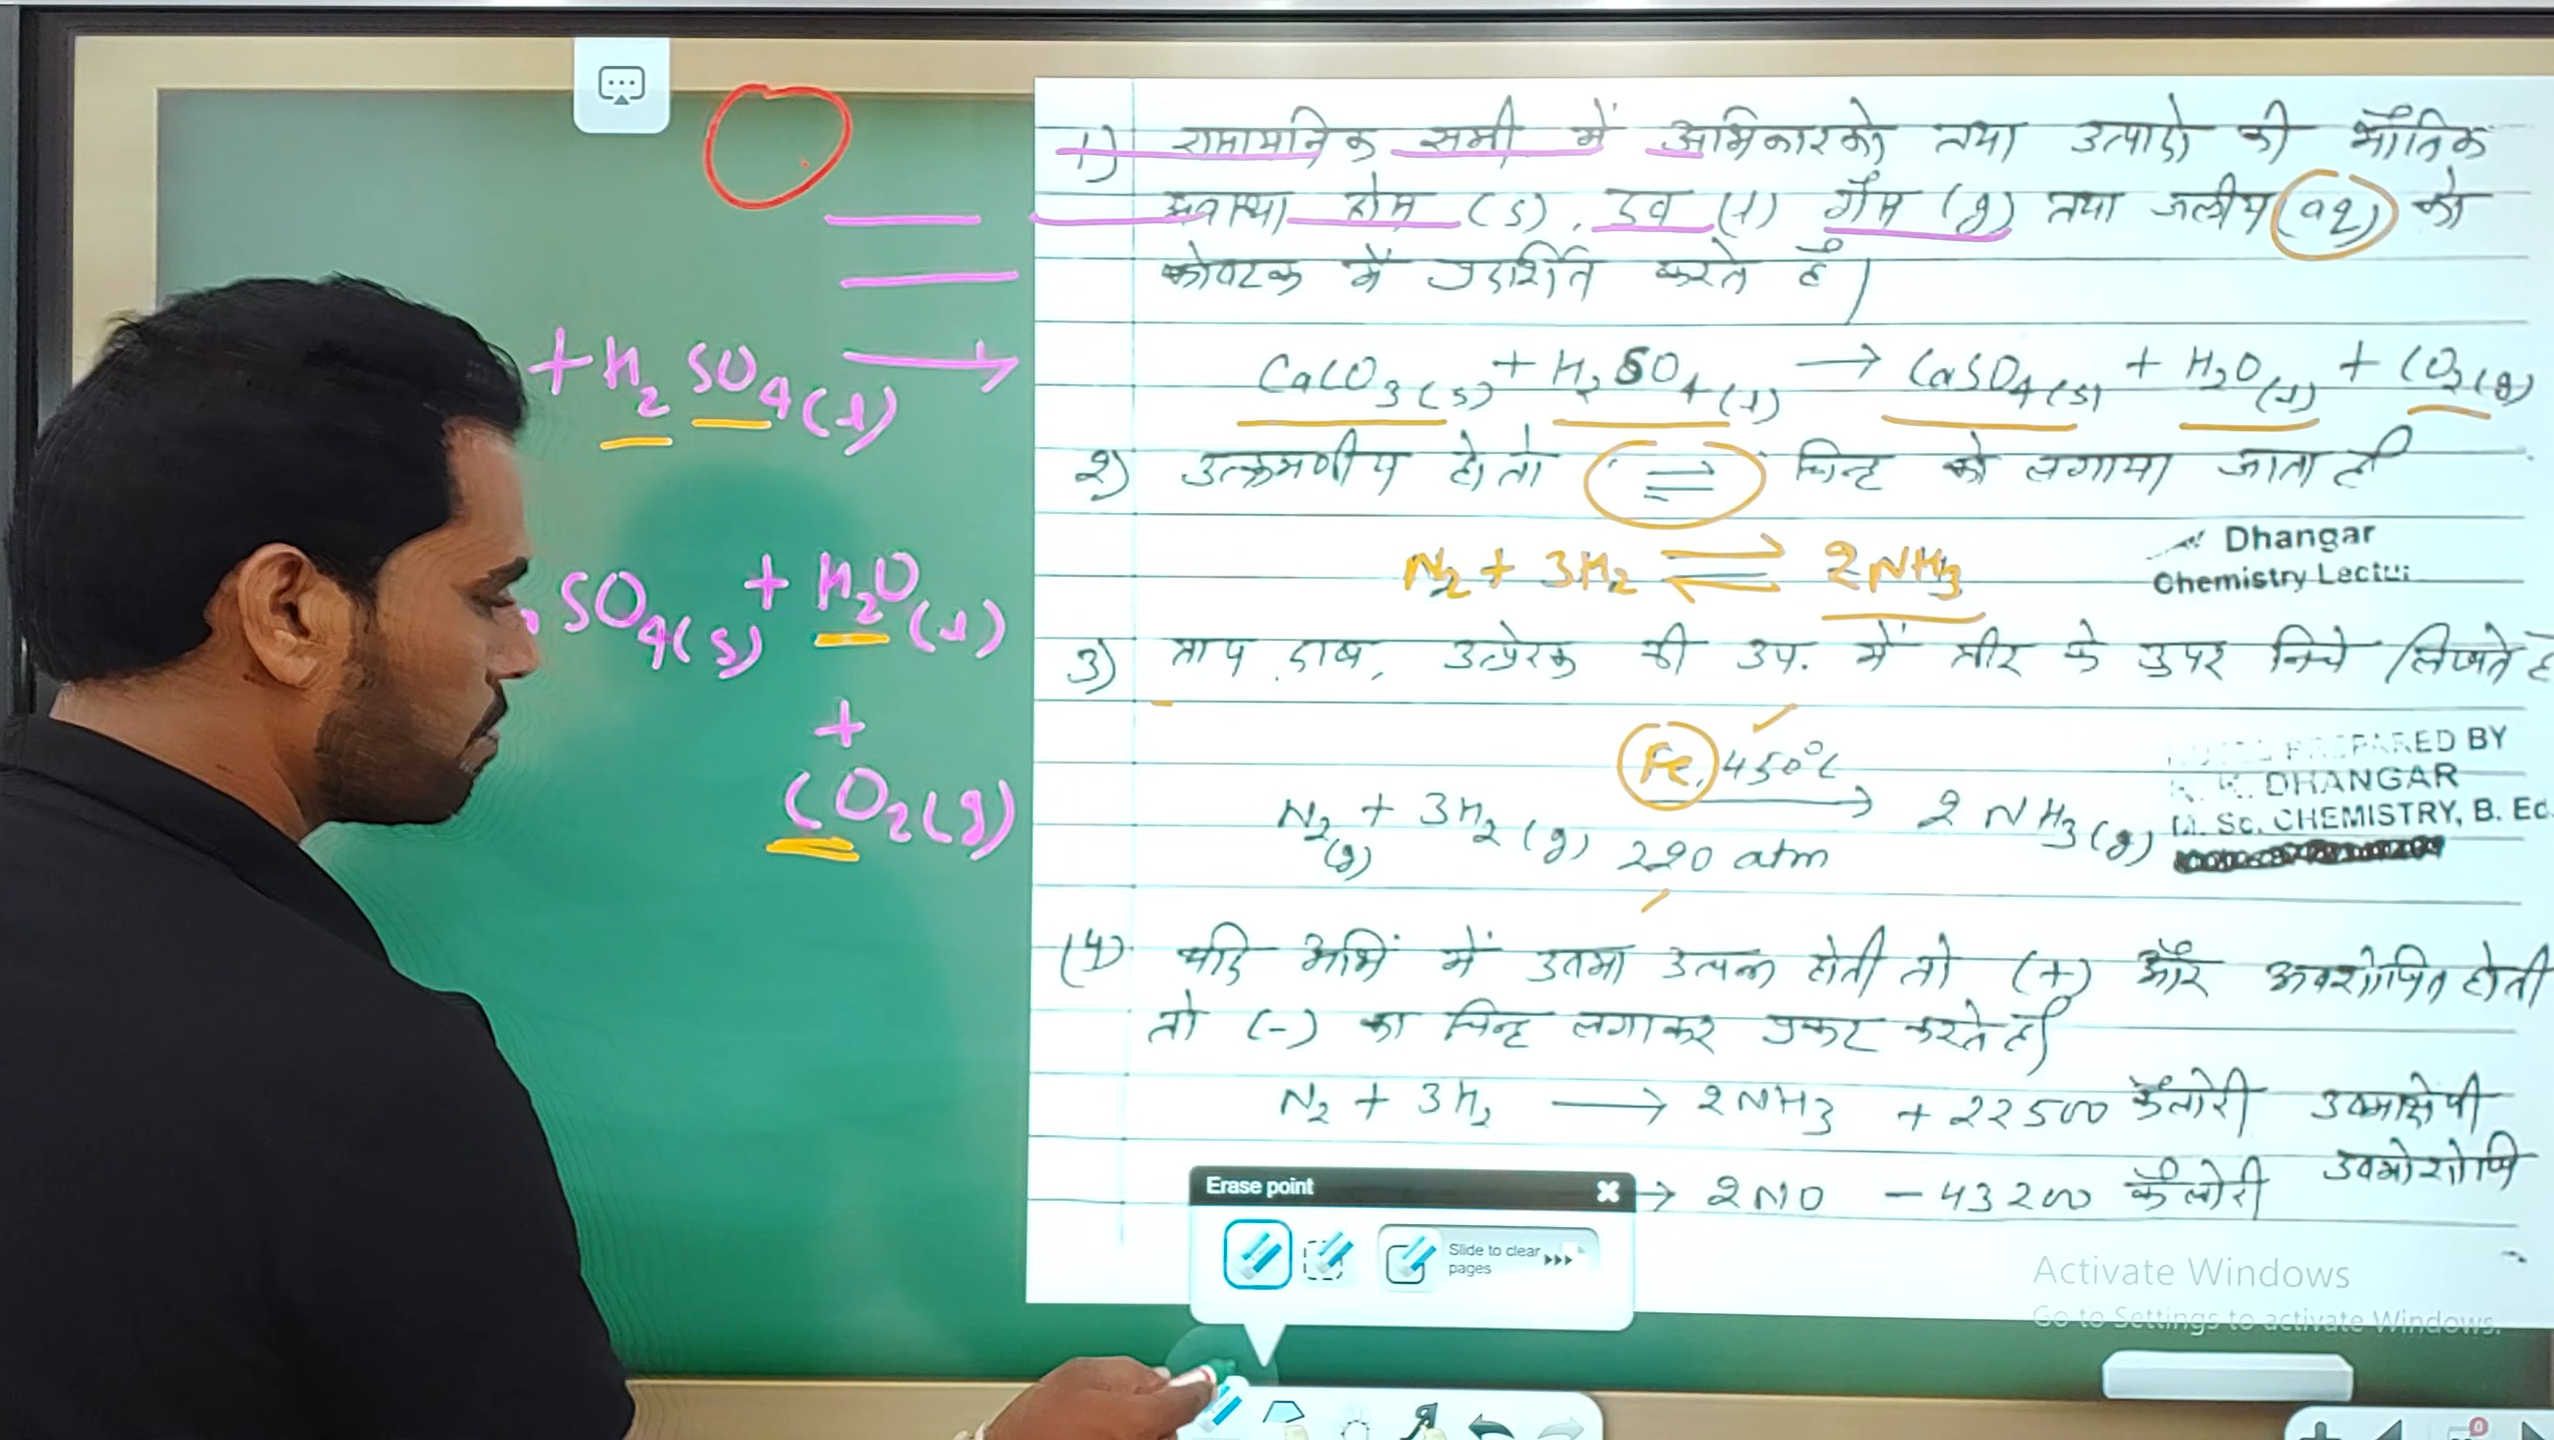 + H₂SO₄(l) →
SO₄(s) + H₂O(l)
+
CO₂(g)
1) रासायनिक समी में अभिकारको तथा उत्पादो की भौतिक
अवस्था ठोस (s), द्रव (l) गैस (g) तथा जलीय (aq) को
कोष्टक में प्रदर्शित करते है|
CaCO₃(s) + H₂SO₄(l) → CaSO₄(s) + H₂O(l) + CO₂(g)
2) उत्क्रमणीय हो तो ⇌ चिन्ह को लगाया जाता है
N₂ + 3H₂ ⇌ 2NH₃
Dhangar
Chemistry Lectu
3) ताप, दाब, उत्प्रेरक की उप. में तीर के उपर निचे लिखते है
Fe, 450°C
N₂(g) + 3H₂(g) → 2NH₃(g)
220 atm
PREPARED BY
K. K. DHANGAR
M. Sc. CHEMISTRY, B. Ed.
(4) यदि अभि में उष्मा उत्पन्न होती तो (+) और अवशोषित होती
तो (-) का चिन्ह लगाकर प्रकट करते है|
N₂ + 3H₂ → 2NH₃ + 22500 कैलोरी उष्माक्षेपी
→ 2NO - 43200 कैलोरी उष्मोशोषि
Erase point
Slide to clear
pages
Activate Windows
Go to Settings to activate Windows.